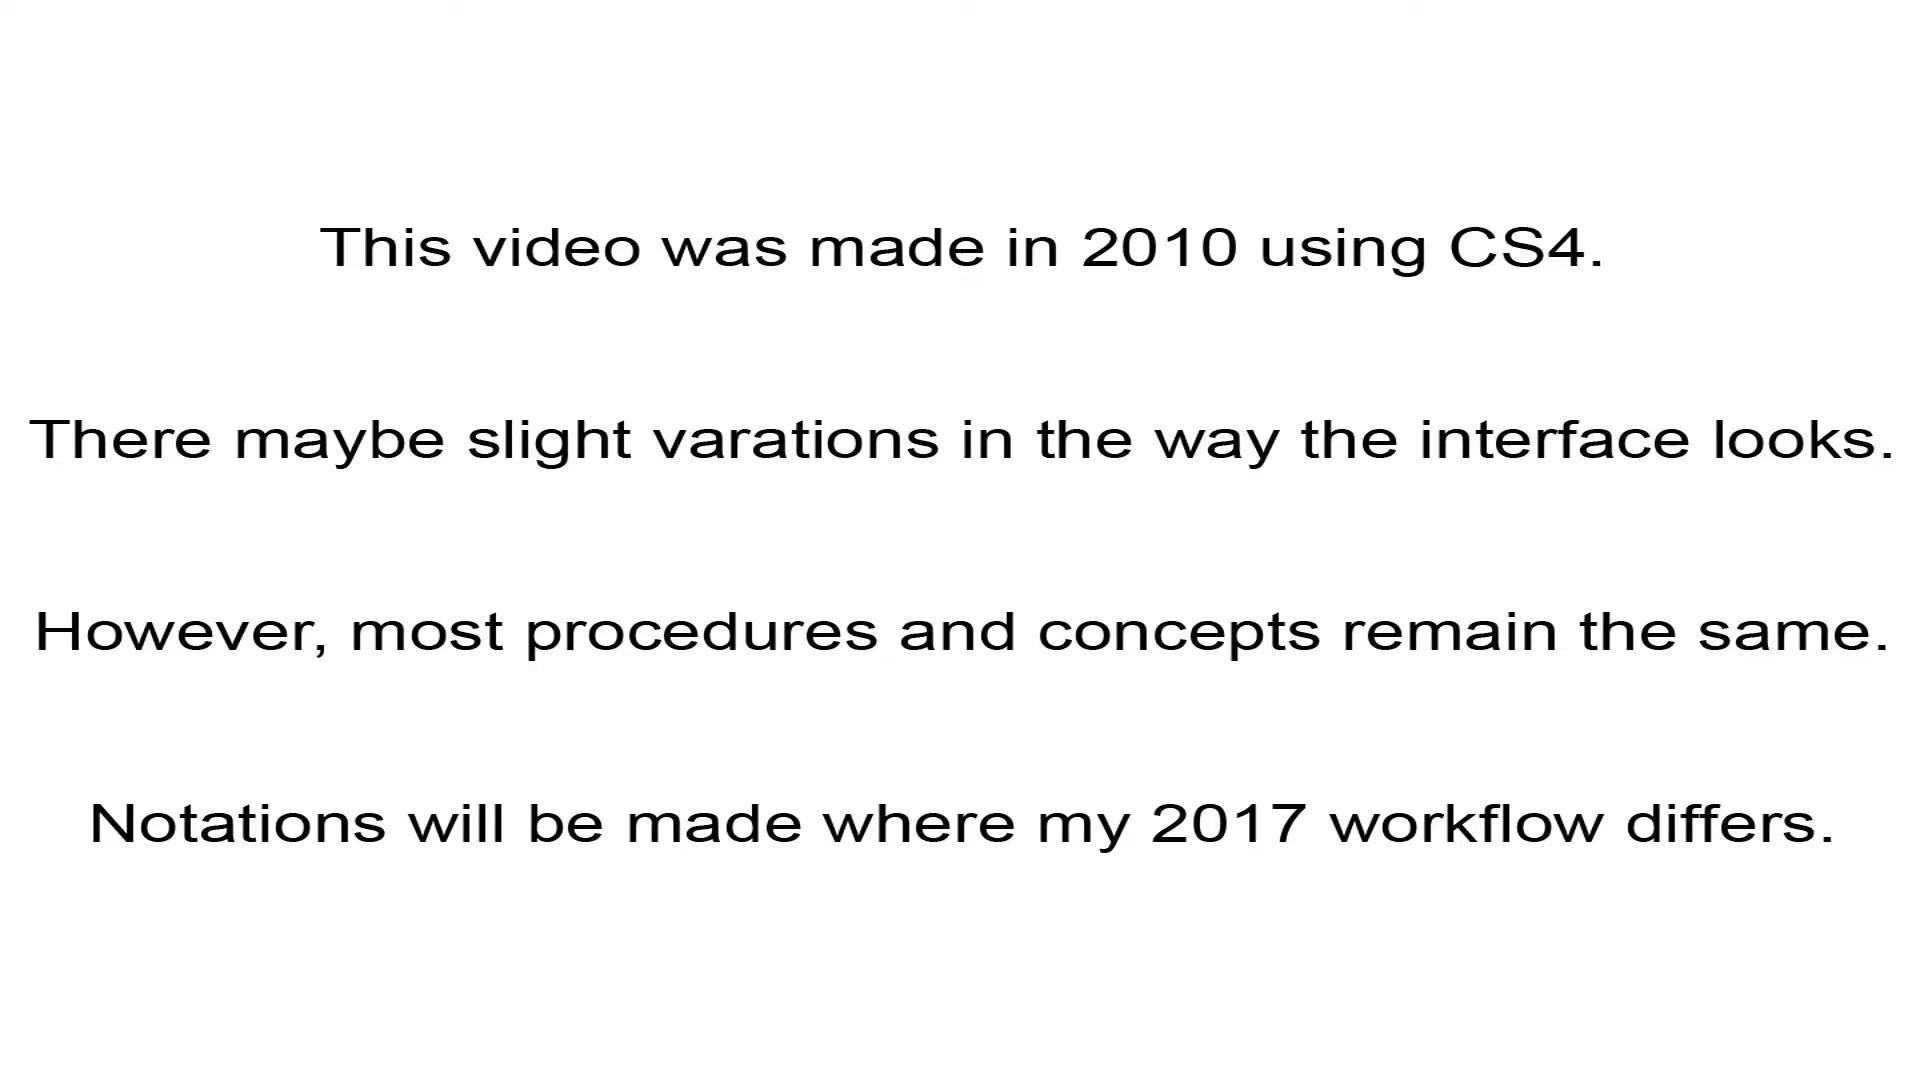 This video was made in 2010 using CS4.
There maybe slight varations in the way the interface looks.
However, most procedures and concepts remain the same.
Notations will be made where my 2017 workflow differs.